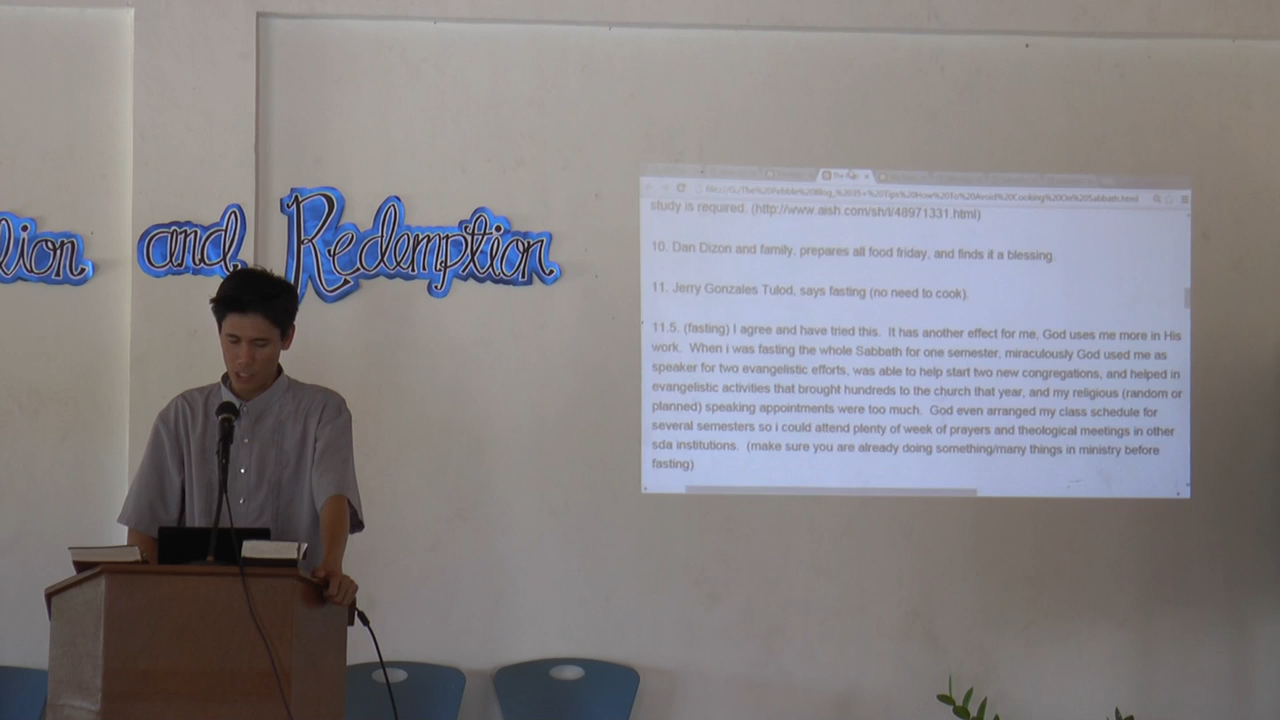 lion and Redemption
study is required. (http://www.aish.com/sh/t/48971331.html)
10. Dan Dizon and family, prepares all food friday, and finds it a blessing.
11. Jerry Gonzales Tulod, says fasting (no need to cook).
11.5. (fasting) I agree and have tried this. It has another effect for me, God uses me more in His
work. When i was fasting the whole Sabbath for one semester, miraculously God used me as
speaker for two evangelistic efforts, was able to help start two new congregations, and helped in
evangelistic activities that brought hundreds to the church that year, and my religious (random or
planned) speaking appointments were too much. God even arranged my class schedule for
several semesters so i could attend plenty of week of prayers and theological meetings in other
sda institutions. (make sure you are already doing something/many things in ministry before
fasting)